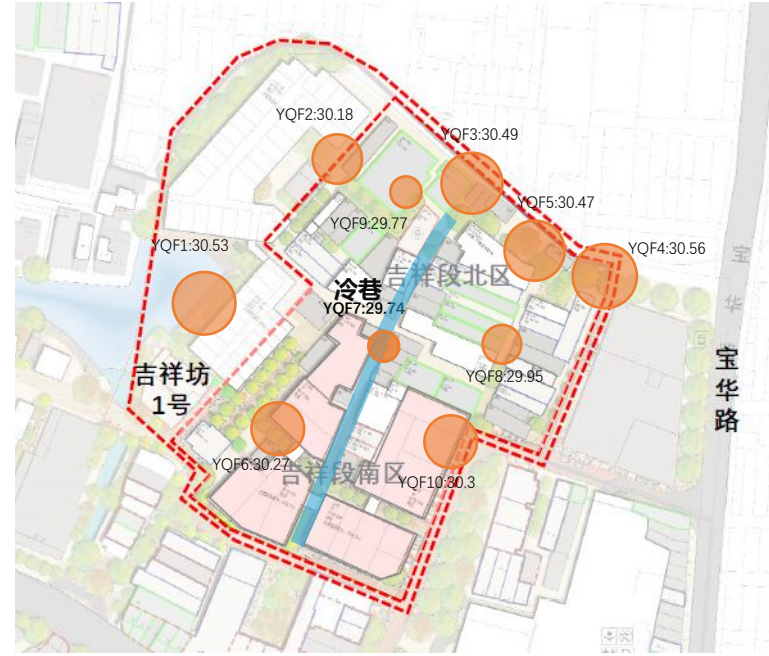 YQF2:30.18
YQF3:30.49
YQF5:30.47
YQF9:29.77
YQF1:30.53
YQF4:30.56
吉祥段北区
冷巷
YQF7:29.74
宝华
宝
华
路
吉祥坊
1号
YQF8:29.95
YQF6:30.27
吉祥段南区
YQF10:30.3